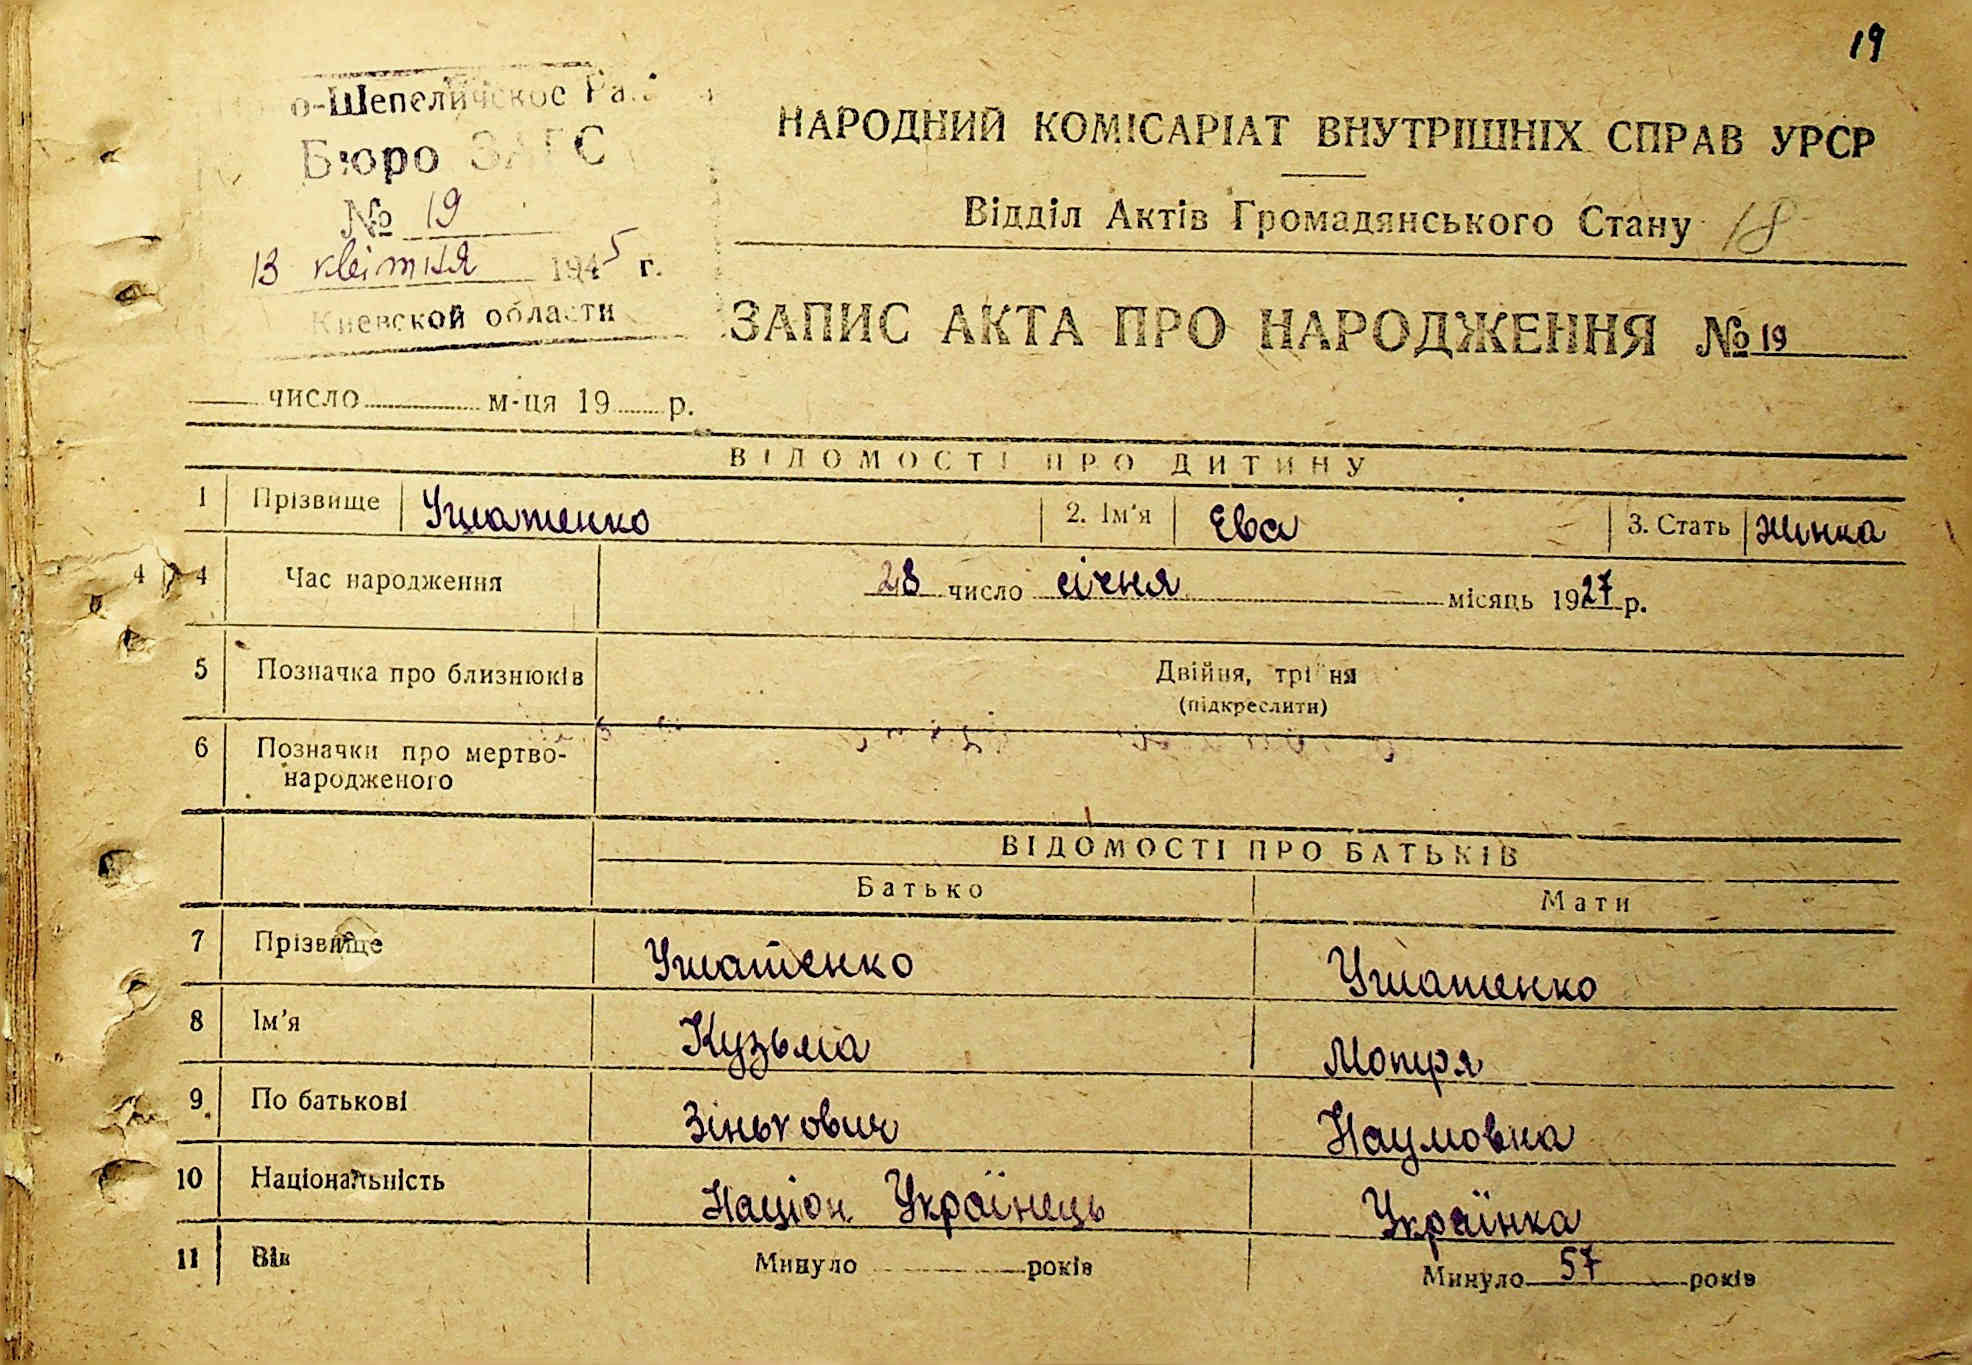 19
о-Шепеличское
Бюро ЗАГС
№ 19
13 квітня 1945 г.
Киевской области
НАРОДНИЙ КОМІСАРІАТ ВНУТРІШНІХ СПРАВ УРСР
Відділ Актів Громадянського Стану 18
ЗАПИС АКТА ПРО НАРОДЖЕННЯ № 19
число м-ця 19 р.
ВІДОМОСТІ ПРО ДИТИНУ
1 Прізвище Ушатенко 2. Ім'я Ева 3. Стать Жинка
4 4 Час народження 28 число січня місяць 1927 р.
5 Позначка про близнюків Двійня, трійня
(підкреслити)
6 Позначки про мертво-
народженого
ВІДОМОСТІ ПРО БАТЬКІВ
Батько Мати
7 Прізвище Ушатенко Ушатенко
8 Ім'я Кузьма Мотря
9 По батькові Зінькович Наумовна
10 Національність Націон. Українець Українка
11 Вік Минуло років Минуло 57 років